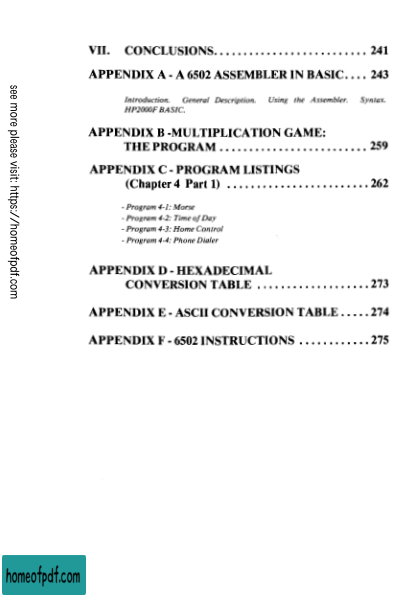 VII. CONCLUSIONS.......................... 241
APPENDIX A - A 6502 ASSEMBLER IN BASIC.... 243
Introduction. General Description. Using the Assembler. Syntax.
HP2000F BASIC.
APPENDIX B -MULTIPLICATION GAME:
THE PROGRAM ......................... 259
APPENDIX C - PROGRAM LISTINGS
(Chapter 4 Part 1) ........................ 262
- Program 4-1: Morse
- Program 4-2: Time of Day
- Program 4-3: Home Control
- Program 4-4: Phone Dialer
APPENDIX D - HEXADECIMAL
CONVERSION TABLE ................... 273
APPENDIX E - ASCII CONVERSION TABLE ..... 274
APPENDIX F - 6502 INSTRUCTIONS ............ 275
see more please visit: https://homeofpdf.com
homeofpdf.com